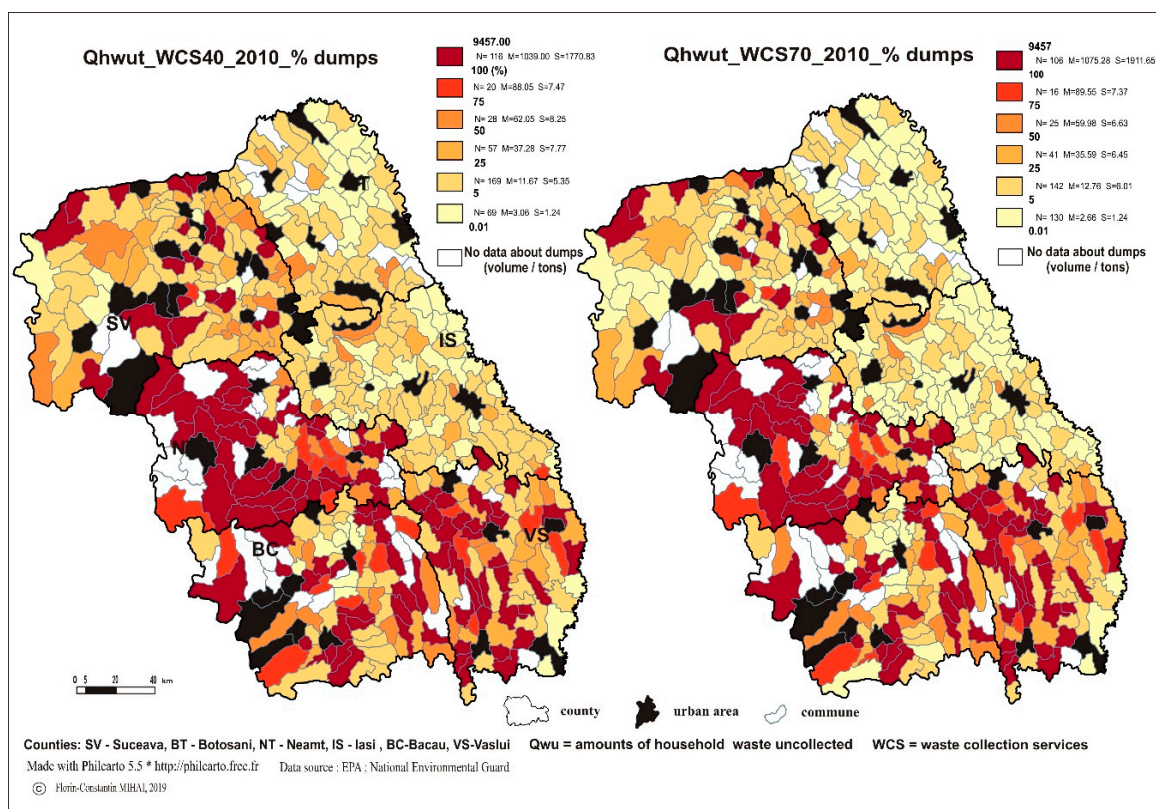 Qhwut_WCS40_2010_% dumps
9457.00
N= 116 M=1039.00 S=1770.83
100 (%)
N= 20 M=88.05 S=7.47
75
N= 28 M=62.05 S=8.25
50
N= 57 M=37.28 S=7.77
25
N= 169 M=11.67 S=5.35
5
N= 69 M=3.06 S=1.24
0.01
No data about dumps
(volume / tons)
Qhwut_WCS70_2010_% dumps
9457
N= 106 M=1075.28 S=1911.65
100
N= 16 M=89.55 S=7.37
75
N= 25 M=59.98 S=6.63
50
N= 41 M=35.59 S=6.45
25
N= 142 M=12.76 S=6.01
5
N= 130 M=2.66 S=1.24
0.01
No data about dumps
(volume / tons)
T
SV
IS
N
BC
VS
0 5 20 40 km
county urban area commune
Counties: SV - Suceava, BT - Botosani, NT - Neamt, IS - Iasi , BC-Bacau, VS-Vaslui Qwu = amounts of household waste uncollected WCS = waste collection services
Made with Philcarto 5.5 * http://philcarto.free.fr Data source : EPA ; National Environmental Guard
© Florin-Constantin MIHAI, 2019